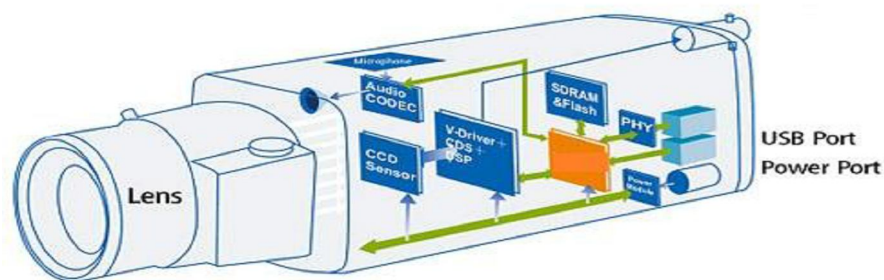 Microphone
Audio
CODEC
SDRAM
&Flash
PHY
V-Driver+
CDS+
DSP
CCD
Sensor
Lens
Power
Module
USB Port
Power Port